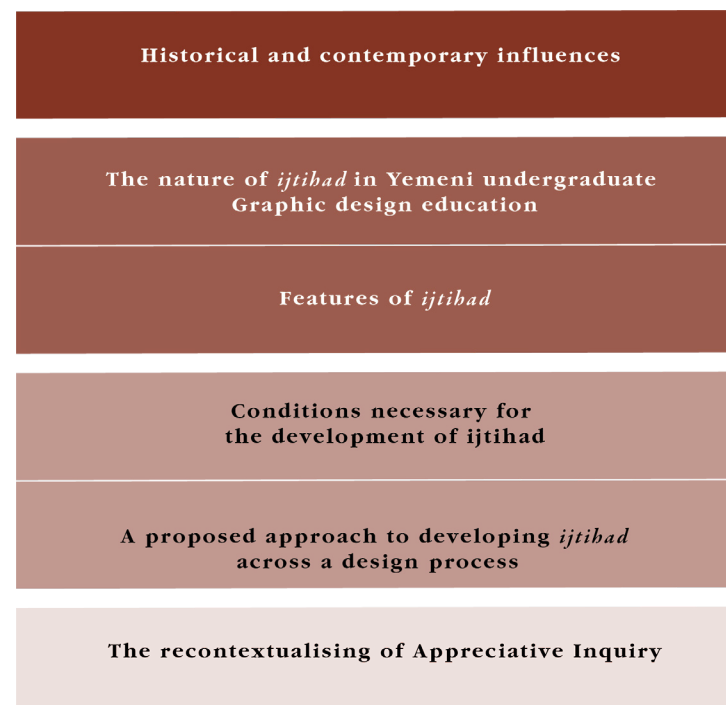 Historical and contemporary influences
The nature of ijtihad in Yemeni undergraduate
Graphic design education
Features of ijtihad
Conditions necessary for
the development of ijtihad
A proposed approach to developing ijtihad
across a design process
The recontextualising of Appreciative Inquiry